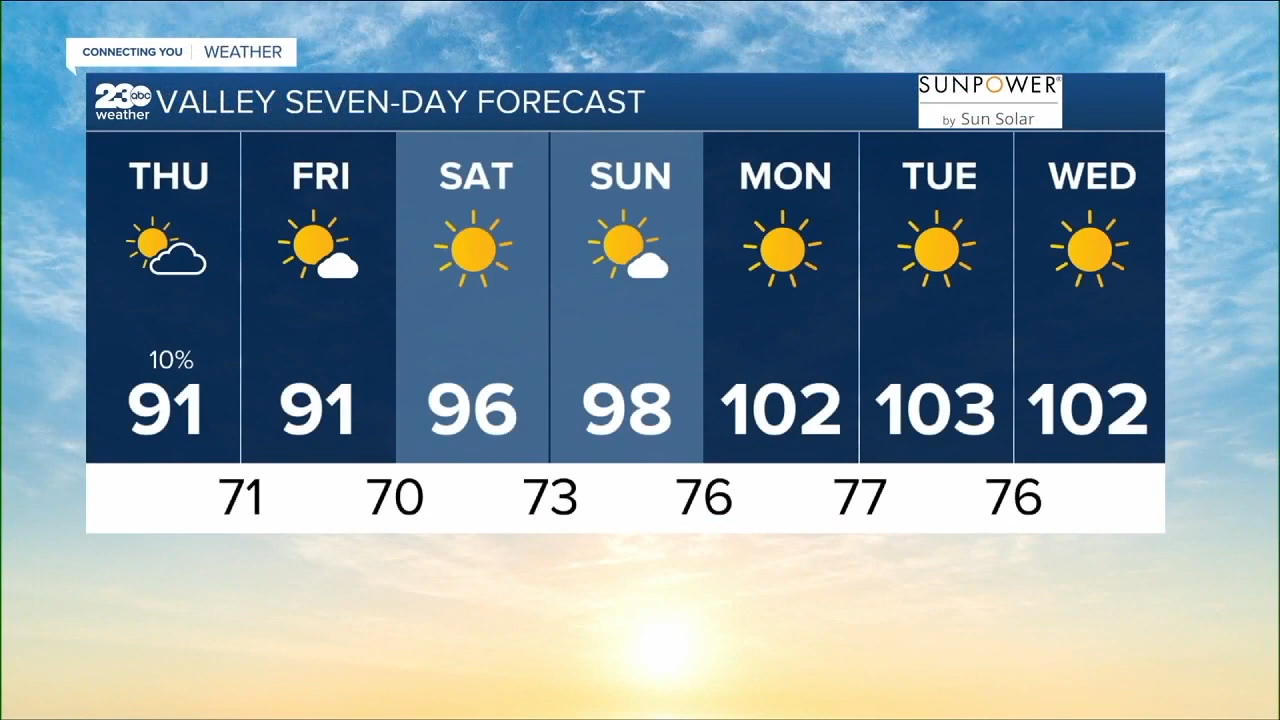 CONNECTING YOU WEATHER
23 abc
weather
VALLEY SEVEN-DAY FORECAST
SUNPOWER®
by Sun Solar
THU FRI SAT SUN MON TUE WED
10%
91 91 96 98 102 103 102
71 70 73 76 77 76